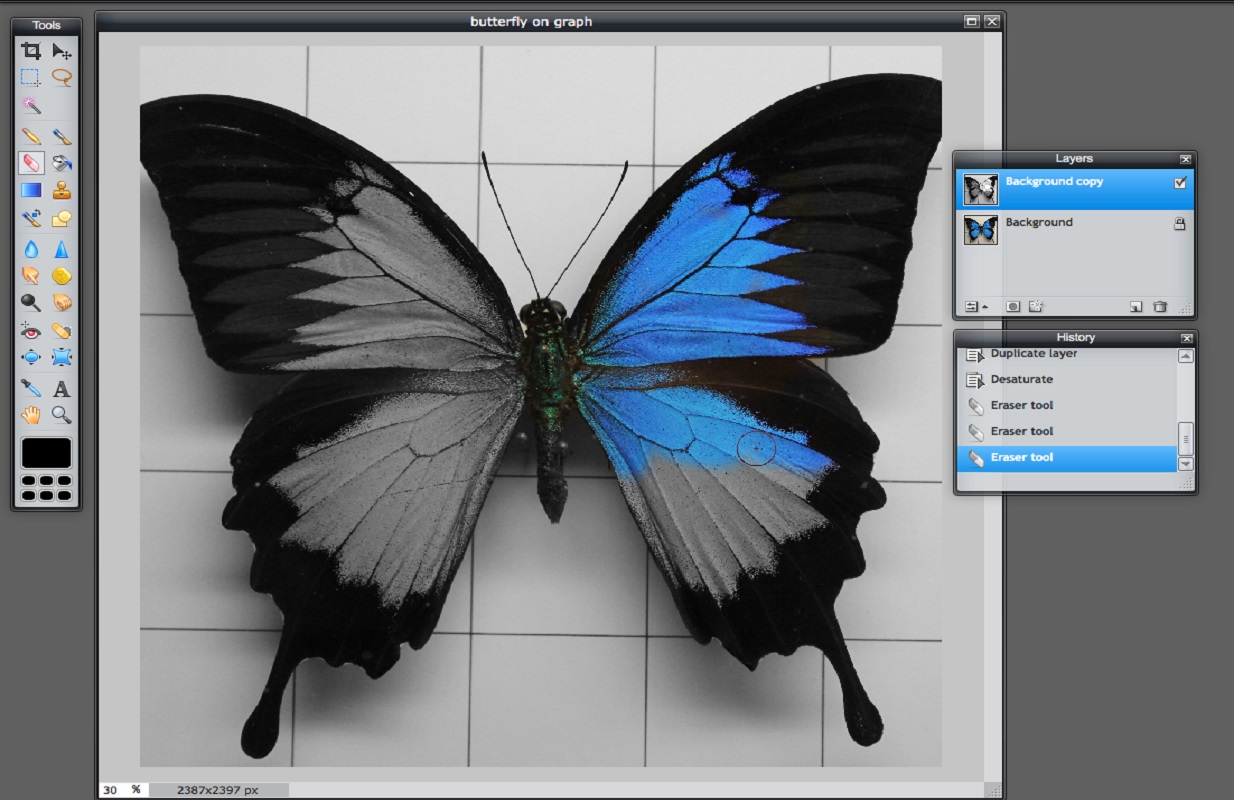 Tools
butterfly on graph
Layers
Background copy
Background
History
Duplicate layer
Desaturate
Eraser tool
Eraser tool
Eraser tool
A
30 %
2387x2397 px